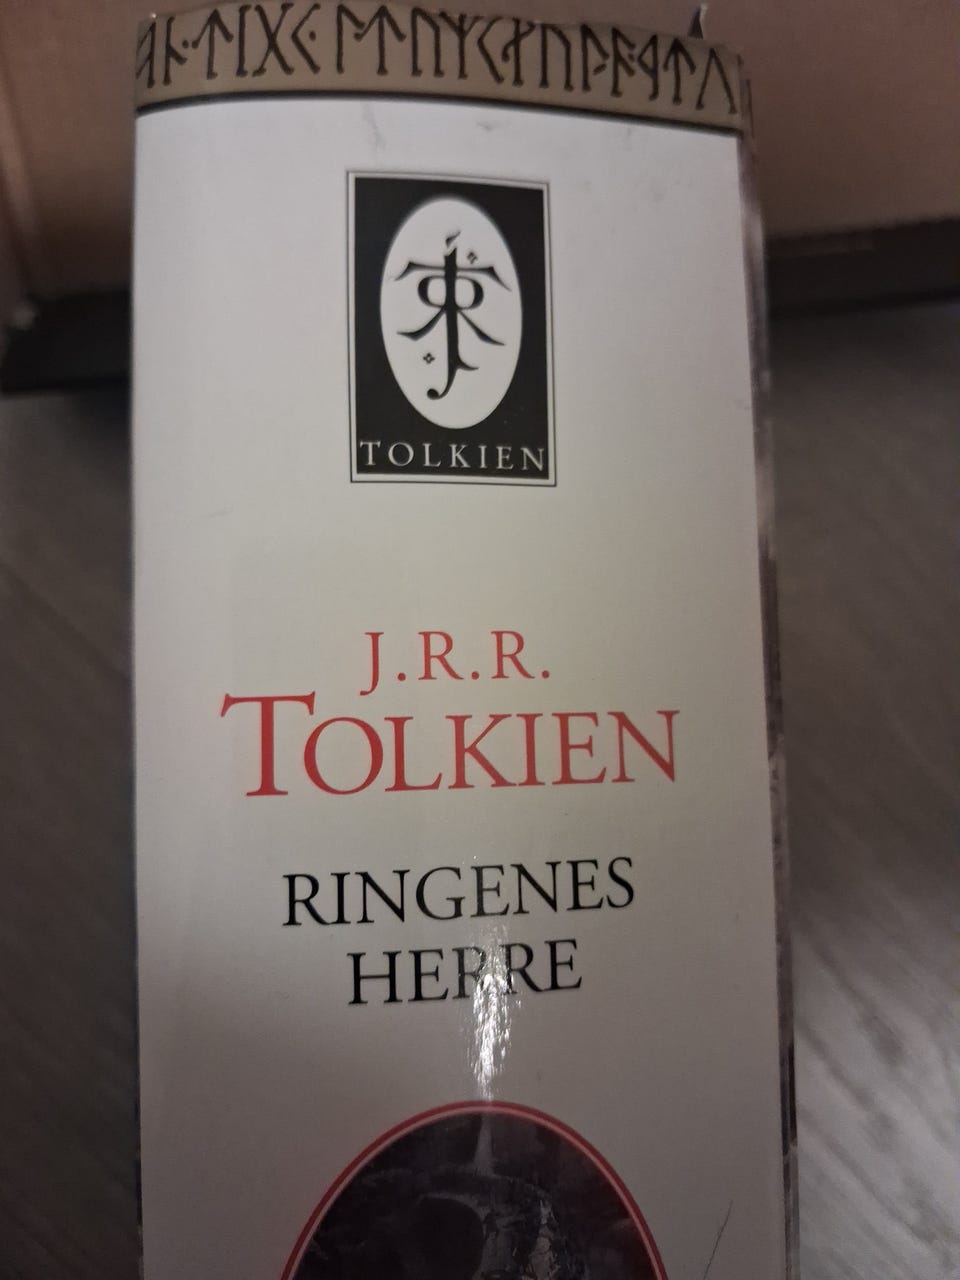 TOLKIEN
J.R.R.
TOLKIEN
RINGENES
HERRE